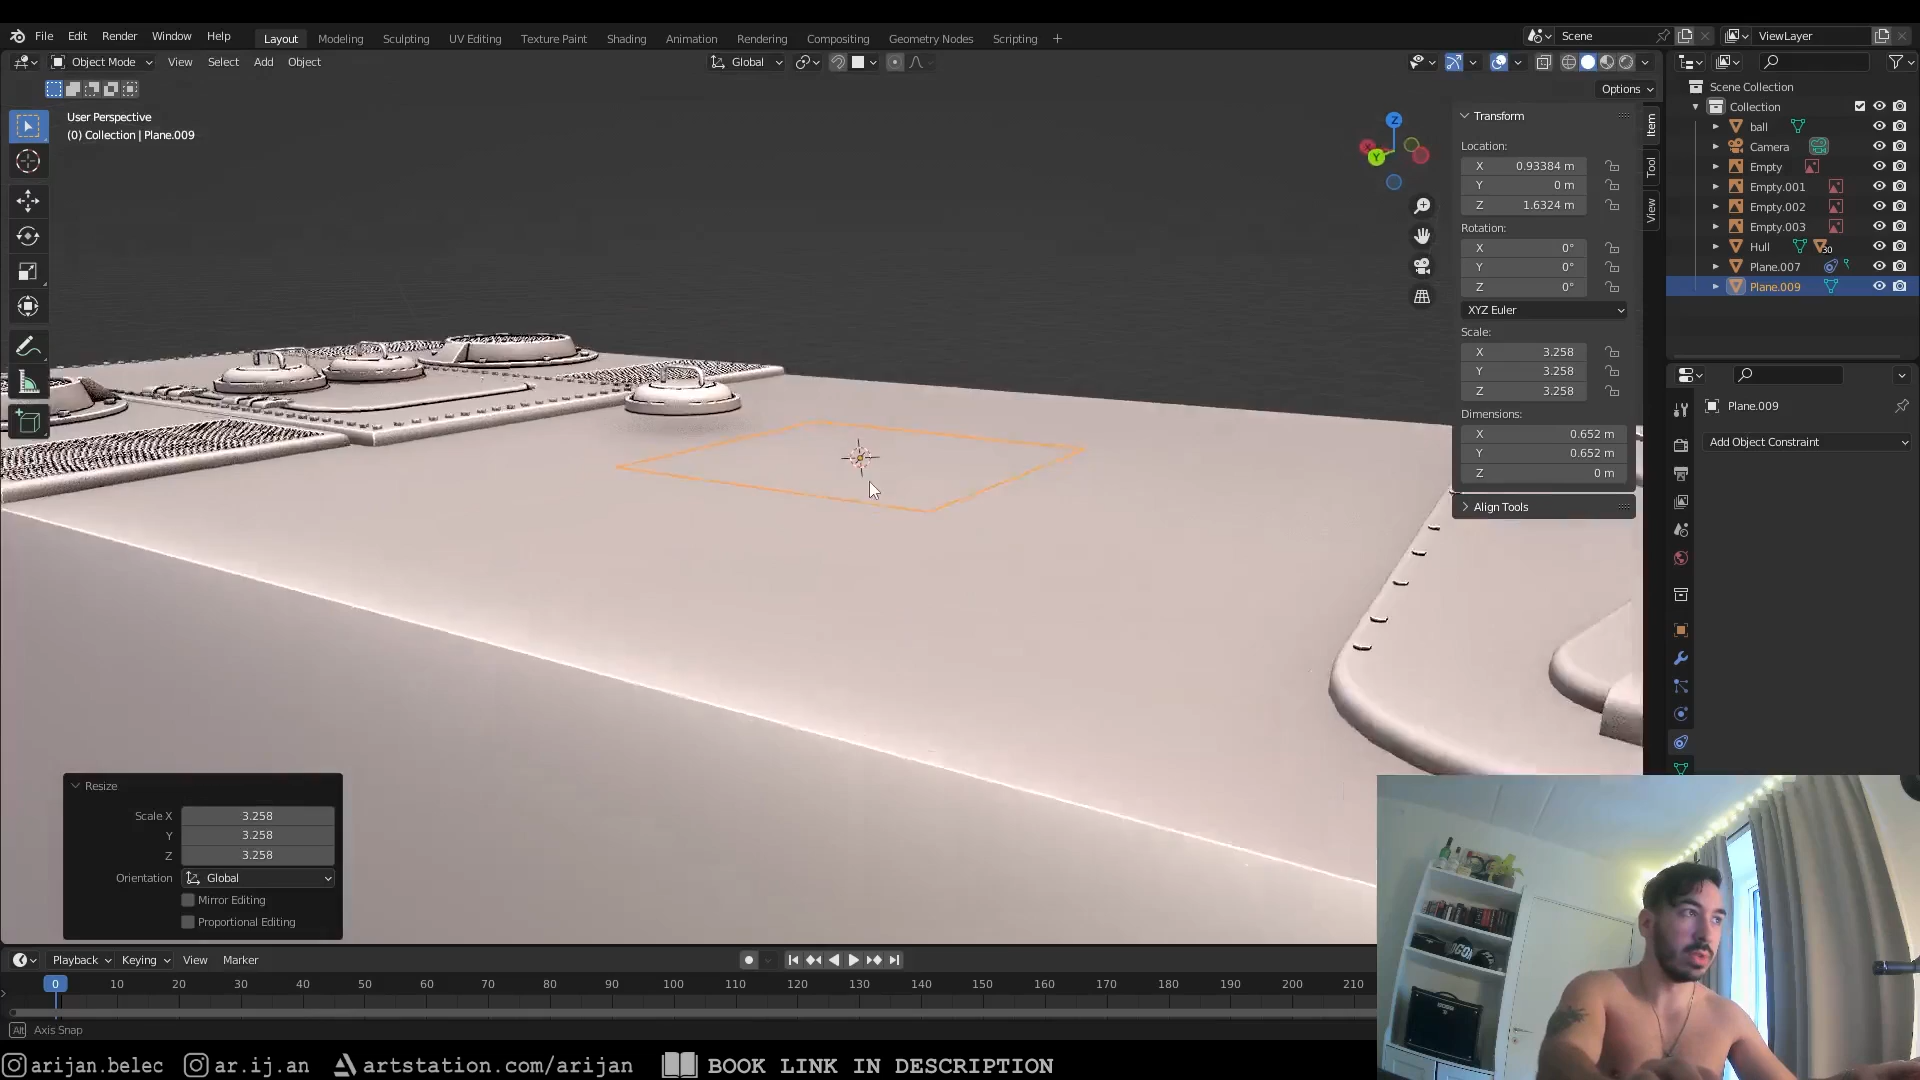 File Edit Render Window Help
Layout Modeling Sculpting UV Editing Texture Paint Shading Animation Rendering Compositing Geometry Nodes Scripting +
Scene
ViewLayer
Object Mode
View Select Add Object
Global
Options
User Perspective
(0) Collection | Plane.009
Z
X
Y
Transform
Location:
X 0.93384 m
Y 0 m
Z 1.6324 m
Rotation:
X 0°
Y 0°
Z 0°
XYZ Euler
Scale:
X 3.258
Y 3.258
Z 3.258
Dimensions:
X 0.652 m
Y 0.652 m
Z 0 m
Align Tools
Item
Tool
View
Scene Collection
Collection
ball
Camera
Empty
Empty.001
Empty.002
Empty.003
Hull 30
Plane.007
Plane.009
Plane.009
Add Object Constraint
Resize
Scale X 3.258
Y 3.258
Z 3.258
Orientation Global
Mirror Editing
Proportional Editing
Playback Keying View Marker
0 10 20 30 40 50 60 70 80 90 100 110 120 130 140 150 160 170 180 190 200 210
Alt Axis Snap
arijan.belec ar.ij.an artstation.com/arijan BOOK LINK IN DESCRIPTION